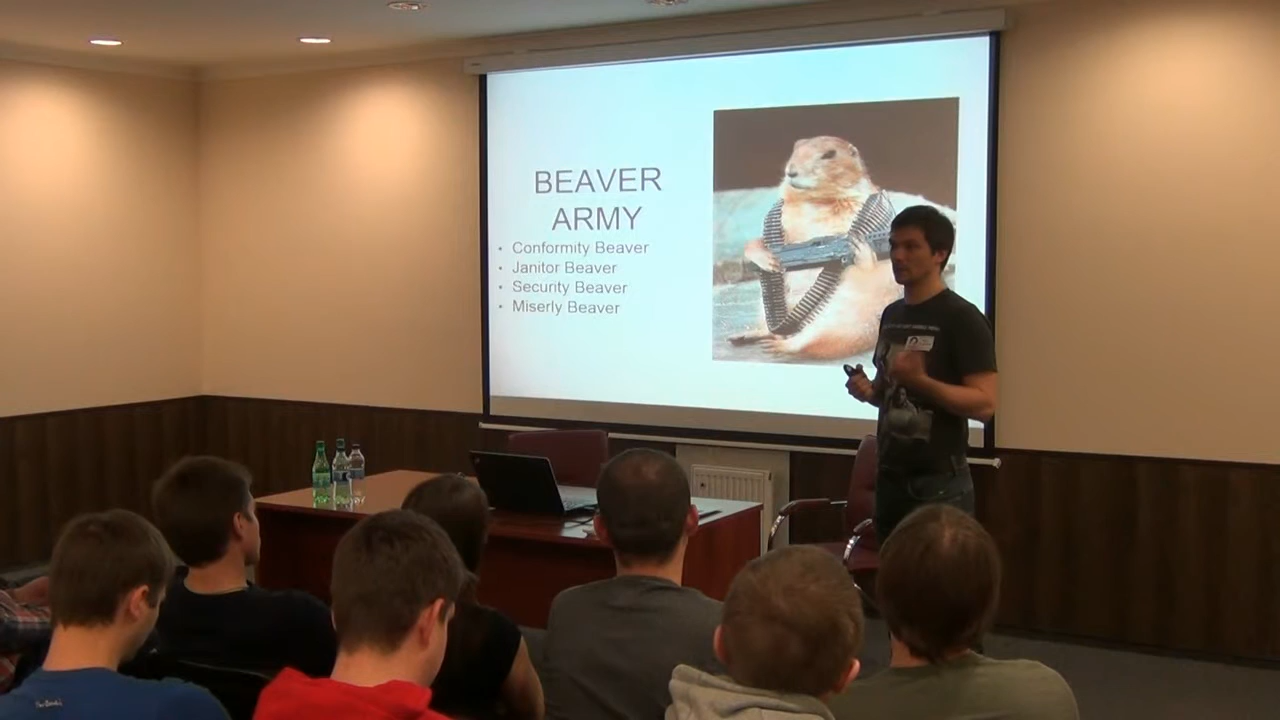 BEAVER
ARMY
• Conformity Beaver
• Janitor Beaver
• Security Beaver
• Miserly Beaver